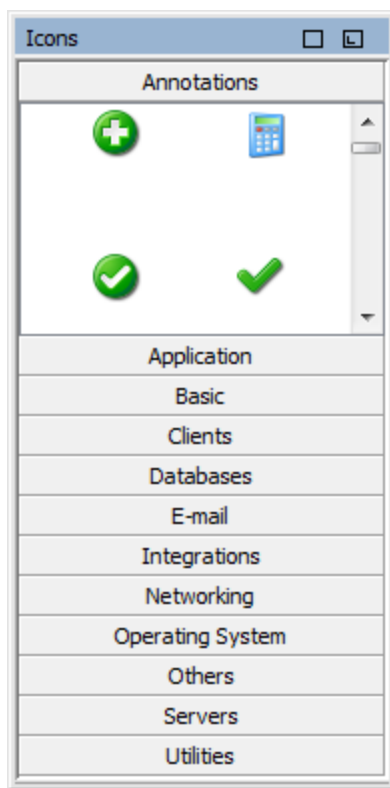 Icons
Annotations
Application
Basic
Clients
Databases
E-mail
Integrations
Networking
Operating System
Others
Servers
Utilities